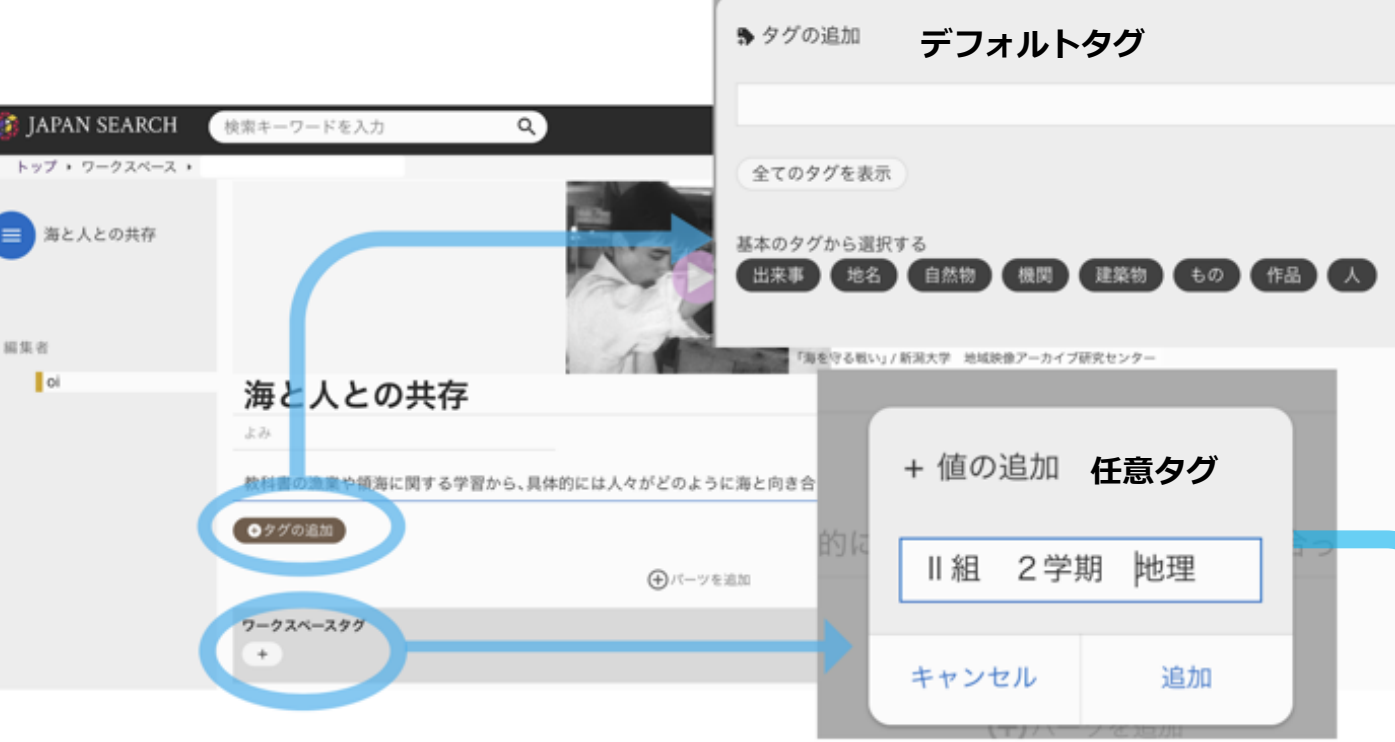 タグの追加 デフォルトタグ
JAPAN SEARCH 検索キーワードを入力
トップ ・ ワークスペース ・
全てのタグを表示
海と人との共存
基本のタグから選択する
出来事 地名 自然物 機関 建築物 もの 作品 人
編集者
oi
「海を守る戦い」/ 新潟大学 地域映像アーカイブ研究センター
海と人との共存
よみ
教科書の漁業や領海に関する学習から、具体的には人々がどのように海と向き合
+タグの追加
+パーツを追加
ワークスペースタグ
+
+ 値の追加 任意タグ
的に 合っ
Ⅱ組 2学期 地理
キャンセル 追加
(+)パーツを追加